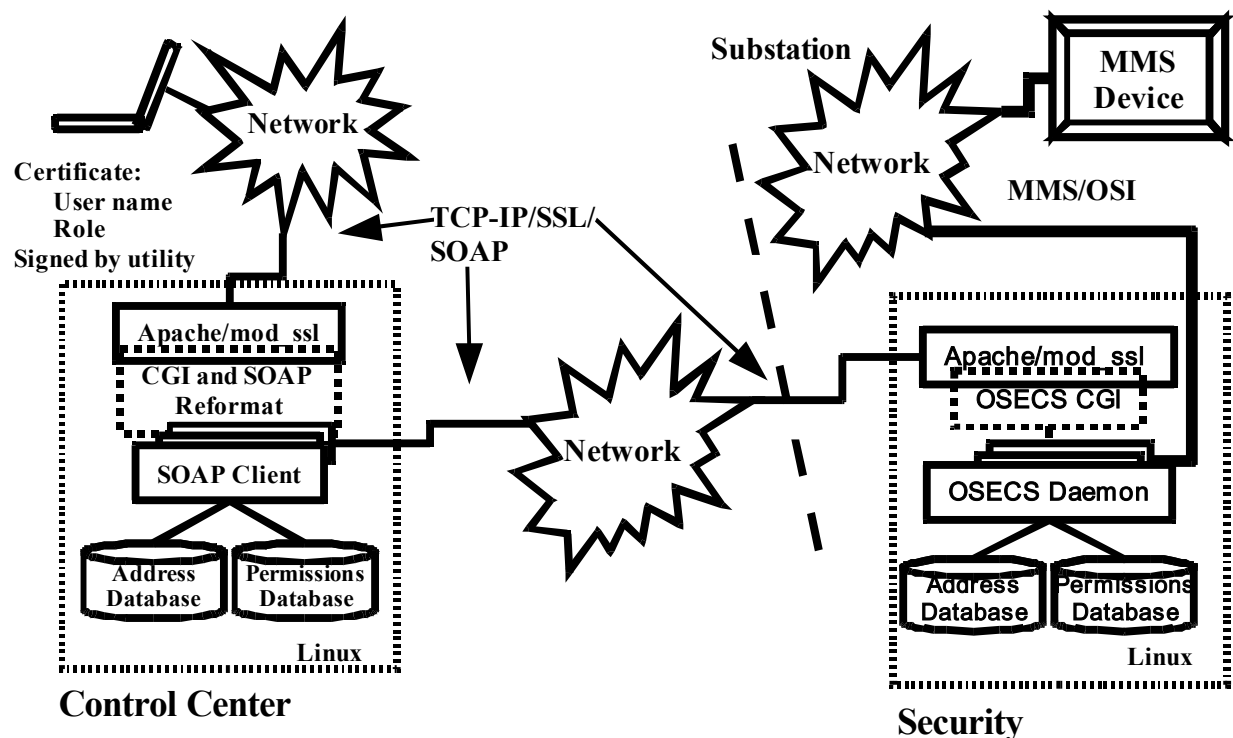 Substation
MMS
Device
Network
Network
Certificate:
User name
Role
Signed by utility
MMS/OSI
TCP-IP/SSL/
SOAP
Apache/mod_ssl
CGI and SOAP
Reformat
SOAP Client
Address
Database
Permissions
Database
Linux
Control Center
Network
Apache/mod_ssl
OSECS CGI
OSECS Daemon
Address
Database
Permissions
Database
Linux
Security